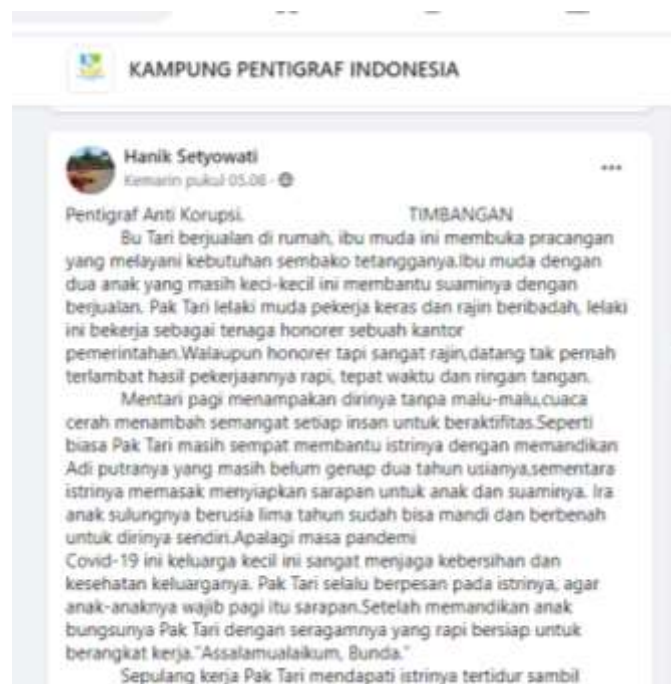 KAMPUNG PENTIGRAF INDONESIA
Hanik Setyowati
Kemarin pukul 05.08 ·
Pentigraf Anti Korupsi. TIMBANGAN
Bu Tari berjualan di rumah, ibu muda ini membuka pracangan
yang melayani kebutuhan sembako tetangganya.Ibu muda dengan
dua anak yang masih keci-kecil ini membantu suaminya dengan
berjualan. Pak Tari lelaki muda pekerja keras dan rajin beribadah, lelaki
ini bekerja sebagai tenaga honorer sebuah kantor
pemerintahan.Walaupun honorer tapi sangat rajin,datang tak pernah
terlambat hasil pekerjaannya rapi, tepat waktu dan ringan tangan.
Mentari pagi menampakan dirinya tanpa malu-malu,cuaca
cerah menambah semangat setiap insan untuk beraktifitas.Seperti
biasa Pak Tari masih sempat membantu istrinya dengan memandikan
Adi putranya yang masih belum genap dua tahun usianya,sementara
istrinya memasak menyiapkan sarapan untuk anak dan suaminya. Ira
anak sulungnya berusia lima tahun sudah bisa mandi dan berbenah
untuk dirinya sendiri.Apalagi masa pandemi
Covid-19 ini keluarga kecil ini sangat menjaga kebersihan dan
kesehatan keluarganya. Pak Tari selalu berpesan pada istrinya, agar
anak-anaknya wajib pagi itu sarapan.Setelah memandikan anak
bungsunya Pak Tari dengan seragamnya yang rapi bersiap untuk
berangkat kerja."Assalamualaikum, Bunda."
Sepulang kerja Pak Tari mendapati istrinya tertidur sambil